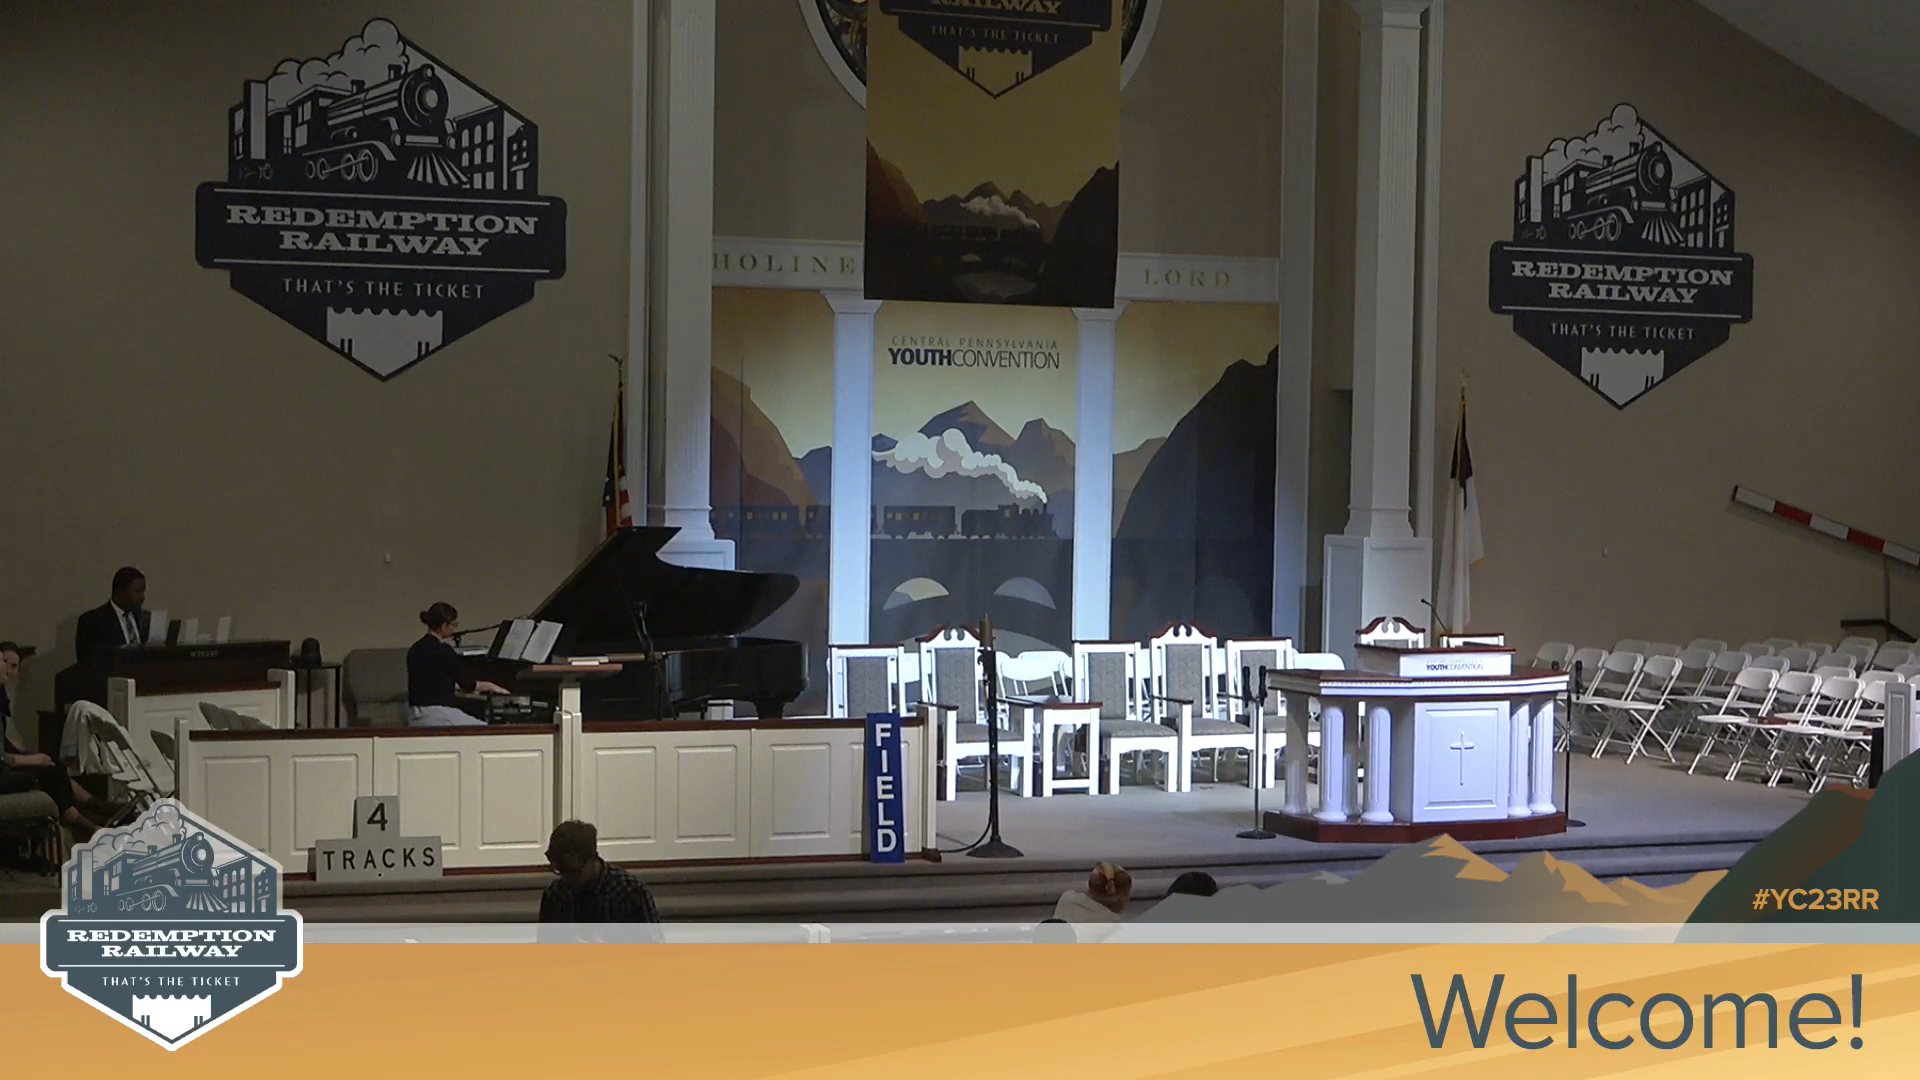 RAILWAY
THAT'S THE TICKET
REDEMPTION
RAILWAY
THAT'S THE TICKET
REDEMPTION
RAILWAY
THAT'S THE TICKET
HOLINE
LORD
CENTRAL PENNSYLVANIA
YOUTHCONVENTION
YOUTHCONVENTION
FIELD
4
TRACKS
#YC23RR
REDEMPTION
RAILWAY
THAT'S THE TICKET
Welcome!